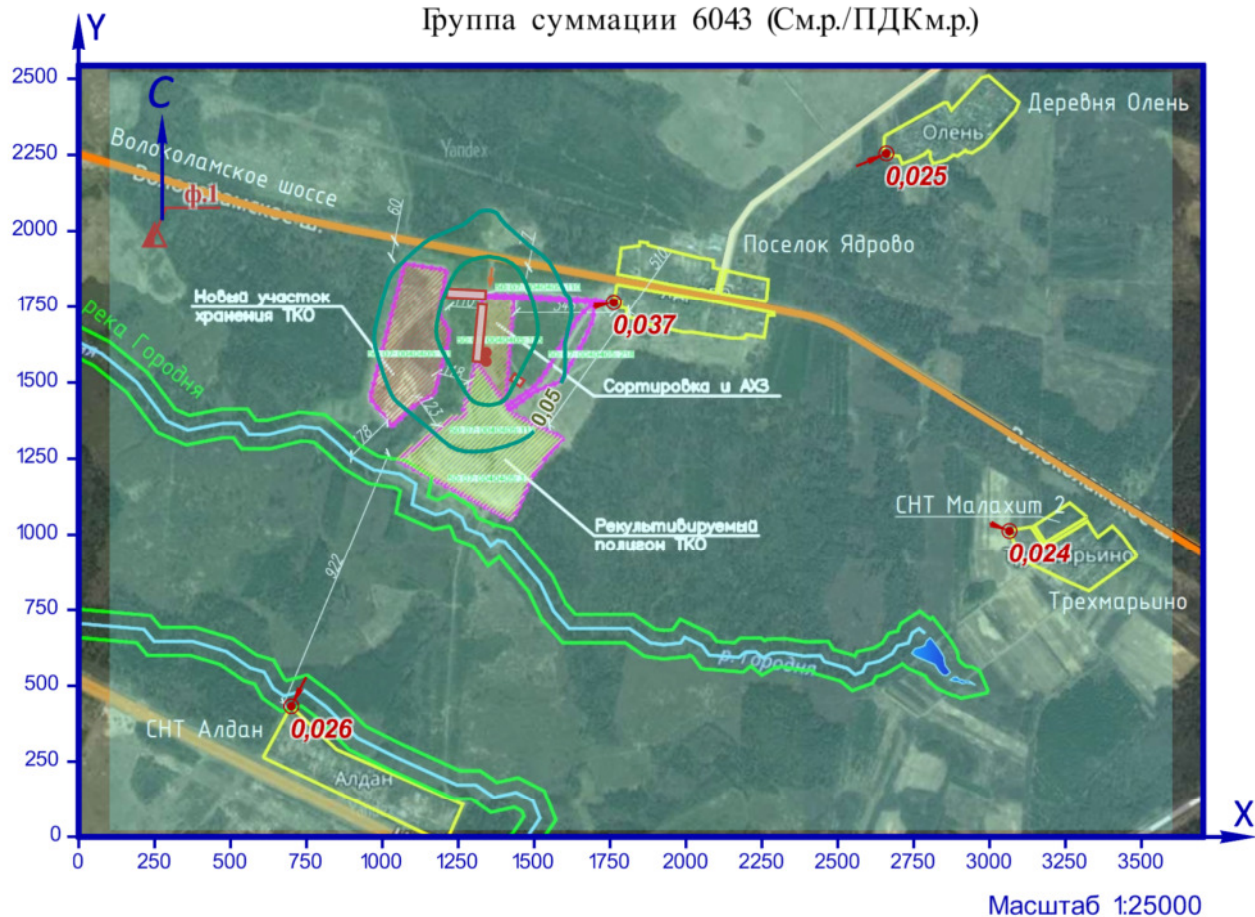 Группа суммации 6043 (См.р./ПДКм.р.)
Y
2500
2250
2000
1750
1500
1250
1000
750
500
250
0
С
Волоколамское шоссе
ф.1
Yandex
60
Деревня Олень
Олень
0,025
Поселок Ядрово
510
Новый участок
хранения ТКО
0,037
река Городня
Сортировка и АХЗ
0,05
78
922
Рекультивируемый
полигон ТКО
СНТ Малахит 2
0,024
Трехмарьино
р. Городня
СНТ Алдан
0,026
Алдан
X
0
250
500
750
1000
1250
1500
1750
2000
2250
2500
2750
3000
3250
3500
Масштаб 1:25000